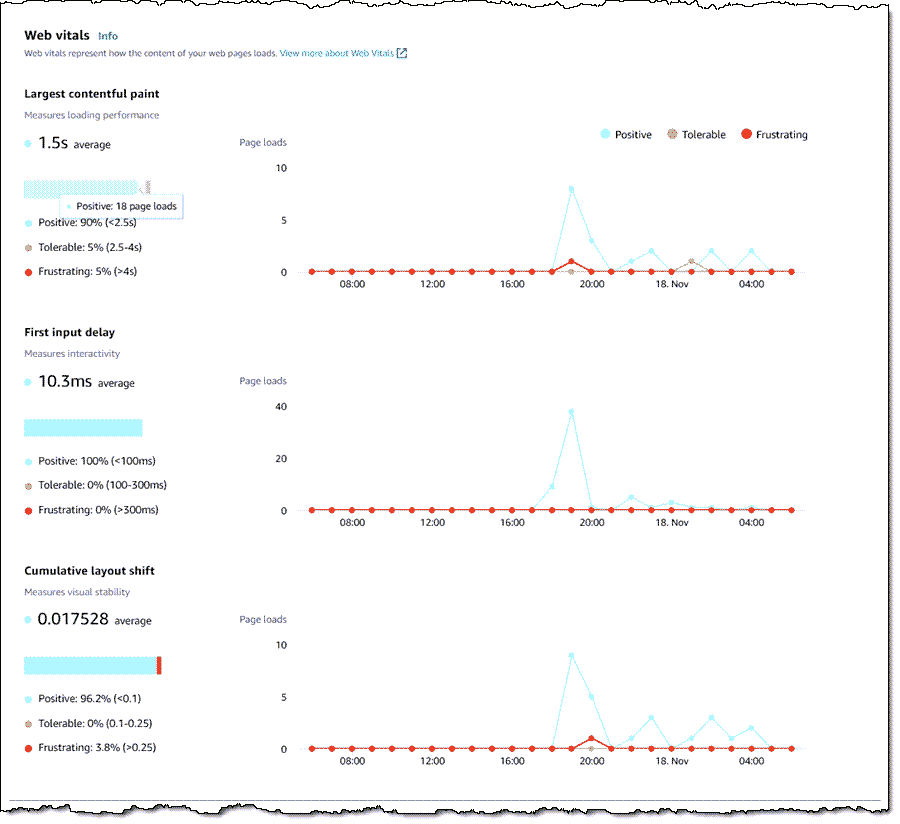 Web vitals Info
Web vitals represent how the content of your web pages loads. View more about Web Vitals
Largest contentful paint
Measures loading performance
1.5s average
Page loads
Positive Tolerable Frustrating
10
5
0
Positive: 18 page loads
Positive: 90% (<2.5s)
Tolerable: 5% (2.5-4s)
Frustrating: 5% (>4s)
08:00 12:00 16:00 20:00 18. Nov 04:00
First input delay
Measures interactivity
10.3ms average
Page loads
40
20
0
Positive: 100% (<100ms)
Tolerable: 0% (100-300ms)
Frustrating: 0% (>300ms)
08:00 12:00 16:00 20:00 18. Nov 04:00
Cumulative layout shift
Measures visual stability
0.017528 average
Page loads
10
5
0
Positive: 96.2% (<0.1)
Tolerable: 0% (0.1-0.25)
Frustrating: 3.8% (>0.25)
08:00 12:00 16:00 20:00 18. Nov 04:00